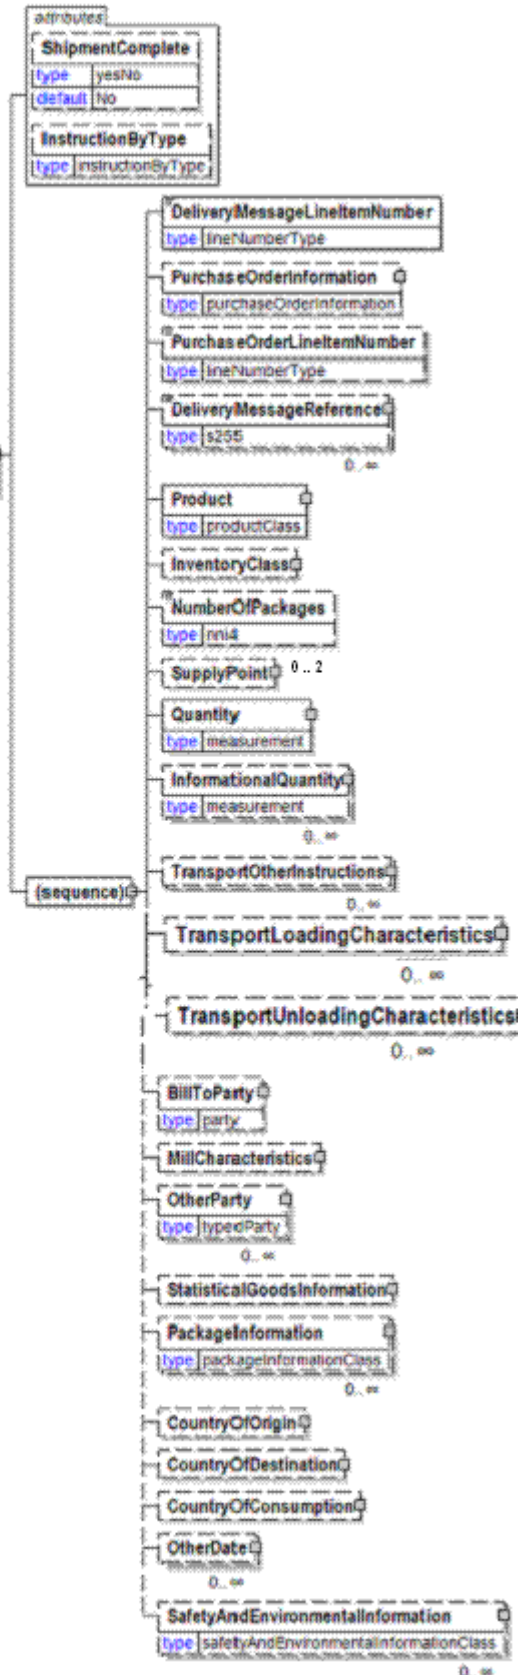 attributes
ShipmentComplete
type yesNo
default No
InstructionByType
type instructionByType
DeliveryMessageLineItemNumber
type lineNumberType
PurchaseOrderInformation
type purchaseOrderInformation
PurchaseOrderLineItemNumber
type lineNumberType
DeliveryMessageReference
type s255
0..∞
Product
type productClass
InventoryClass
NumberOfPackages
type nni4
SupplyPoint 0 .. 2
Quantity
type measurement
InformationalQuantity
type measurement
0..∞
(sequence) TransportOtherInstructions
0..∞
TransportLoadingCharacteristics
0..∞
TransportUnloadingCharacteristics
0..∞
BillToParty
type party
MillCharacteristics
OtherParty
type typedParty
0..∞
StatisticalGoodsInformation
PackageInformation
type packageInformationClass
0..∞
CountryOfOrigin
CountryOfDestination
CountryOfConsumption
OtherDate
0..∞
SafetyAndEnvironmentalInformation
type safetyAndEnvironmentalInformationClass
0..∞